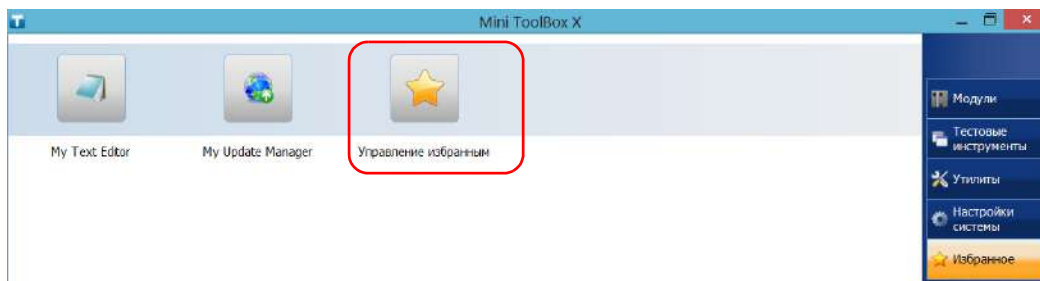 Mini ToolBox X
My Text Editor
My Update Manager
Управление избранным
Модули
Тестовые
инструменты
Утилиты
Настройки
системы
Избранное